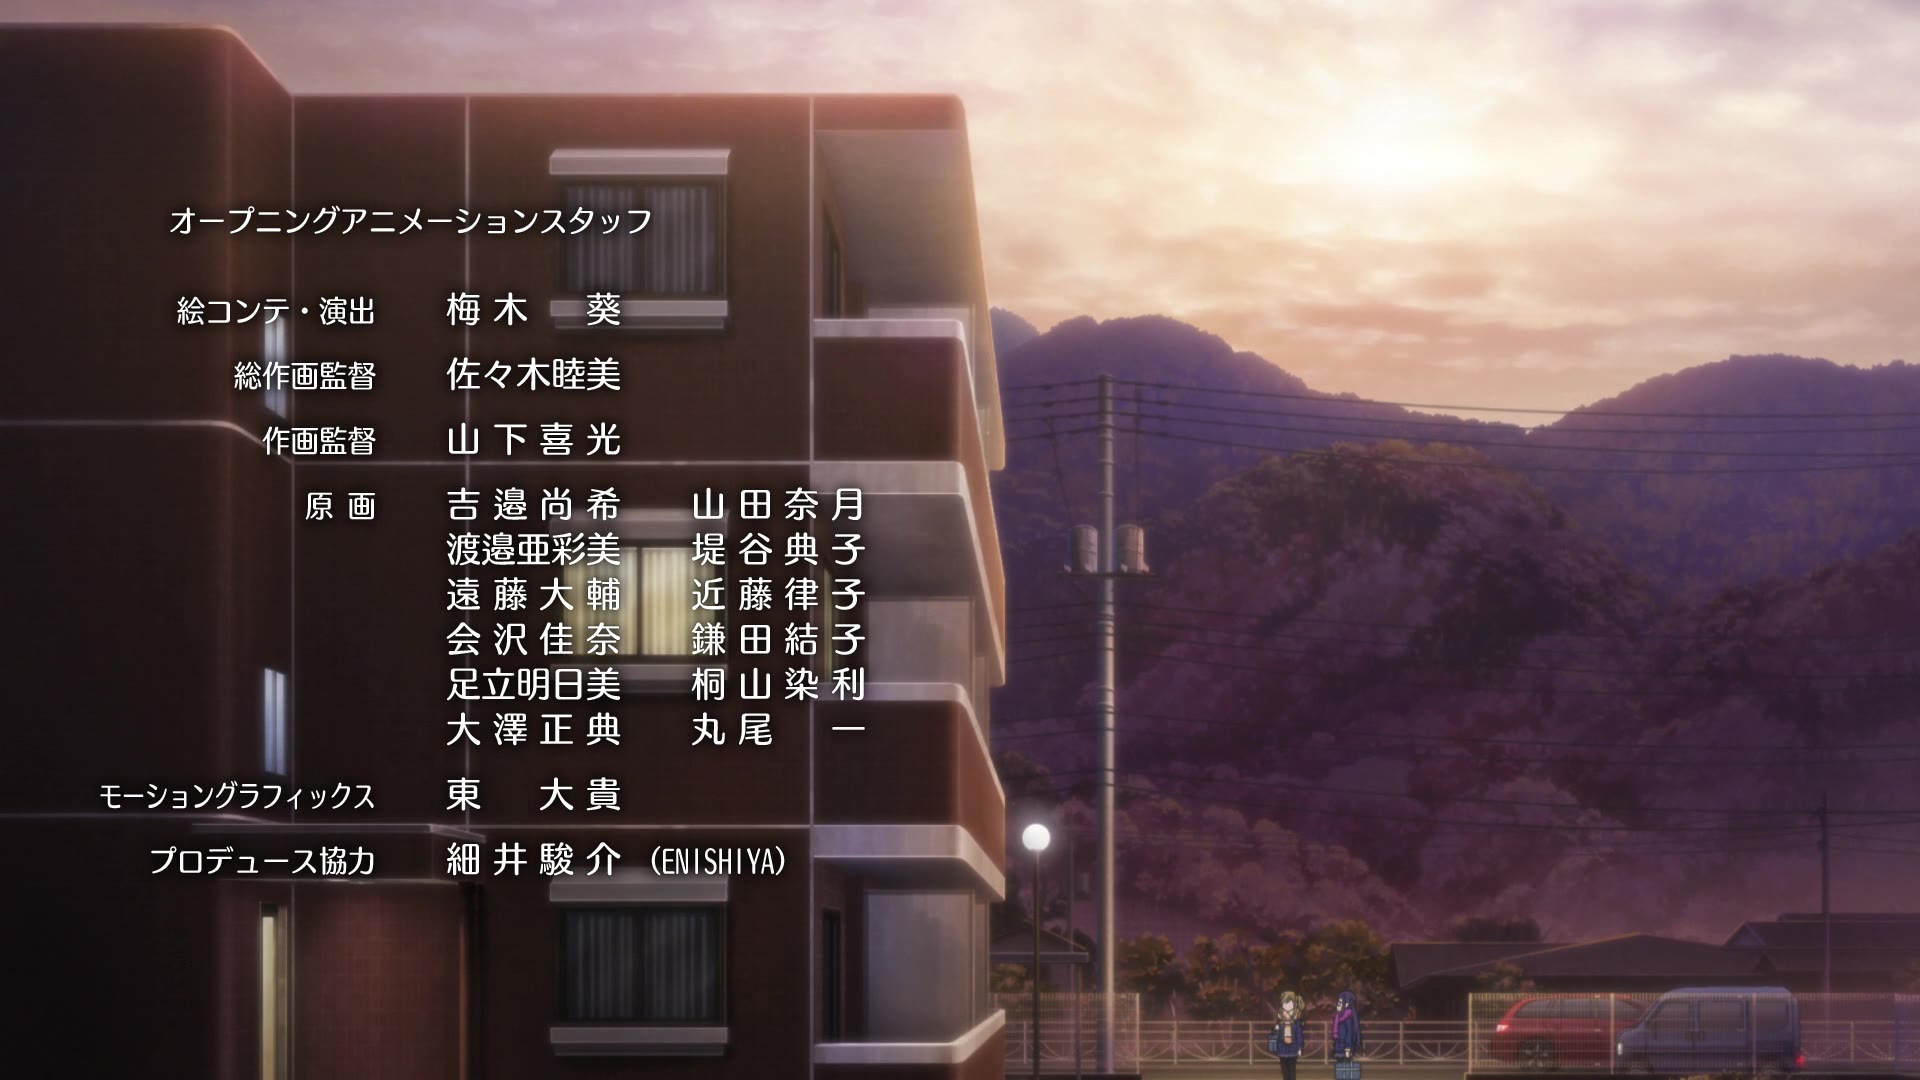 オープニングアニメーションスタッフ
絵コンテ・演出 梅木 葵
総作画監督 佐々木睦美
作画監督 山下喜光
原画 吉邉尚希 山田奈月
渡邉亜彩美 堤谷典子
遠藤大輔 近藤律子
会沢佳奈 鎌田結子
足立明日美 桐山染利
大澤正典 丸尾 一
モーショングラフィックス 東 大貴
プロデュース協力 細井駿介 (ENISHIYA)